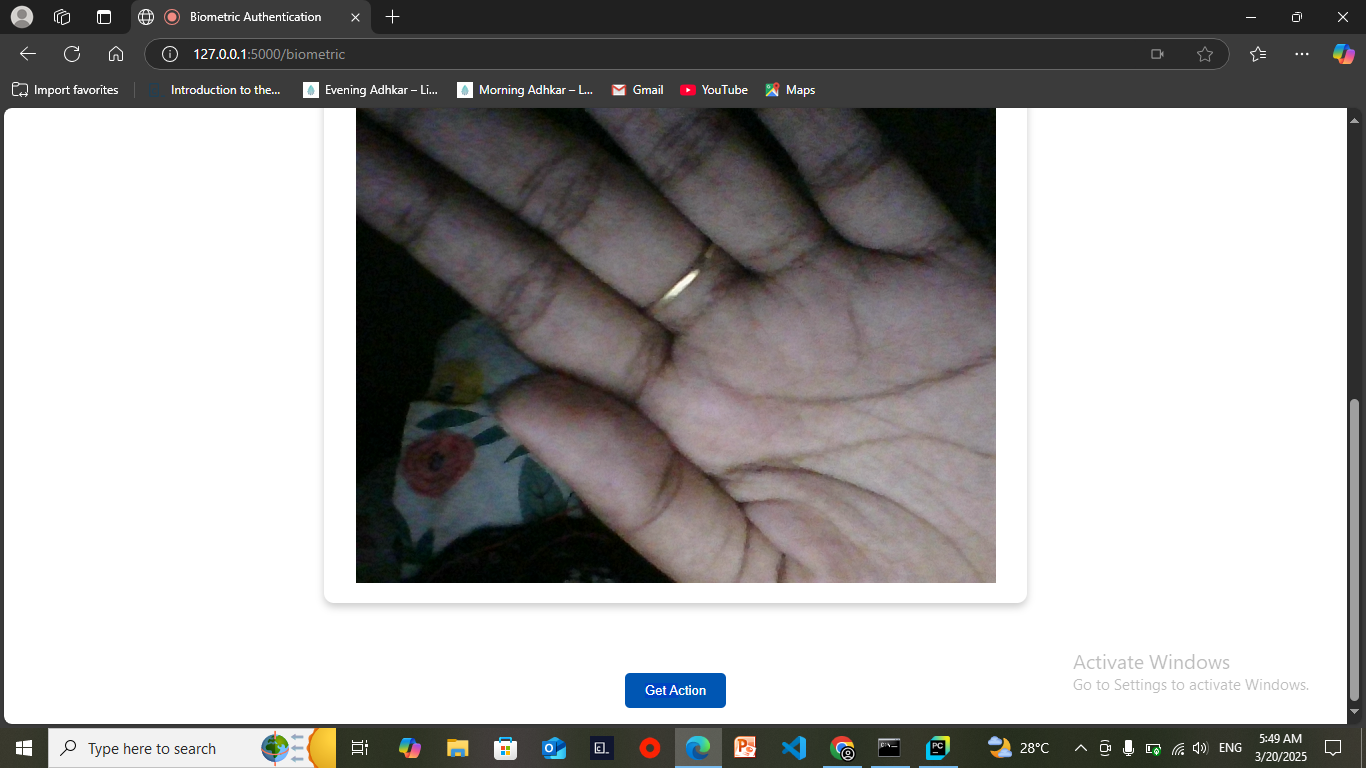 Biometric Authentication
127.0.0.1:5000/biometric
Import favorites
Introduction to the...
Evening Adhkar – Li...
Morning Adhkar – L...
Gmail
YouTube
Maps
Get Action
Activate Windows
Go to Settings to activate Windows.
Type here to search
28°C
ENG
5:49 AM
3/20/2025